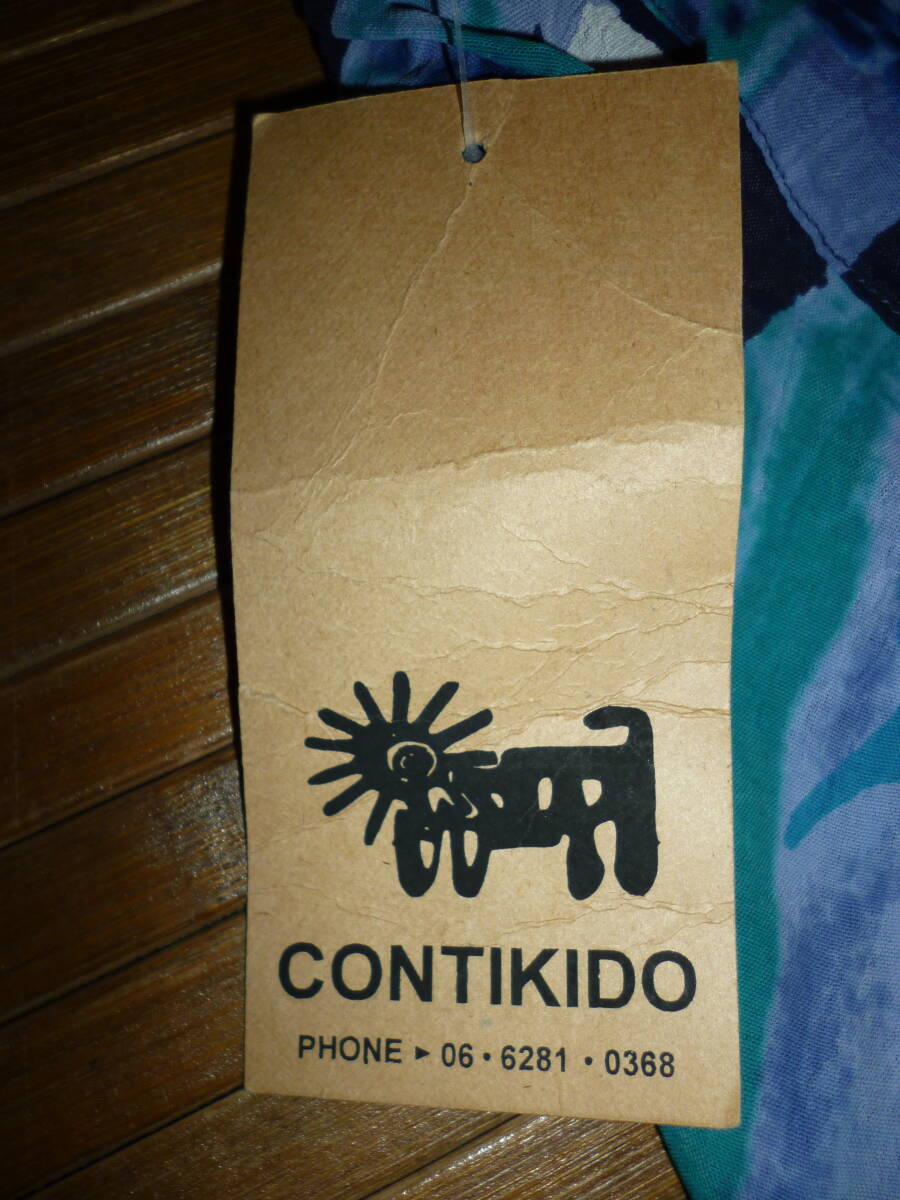 CONTIKIDO
PHONE ► 06 • 6281 • 0368